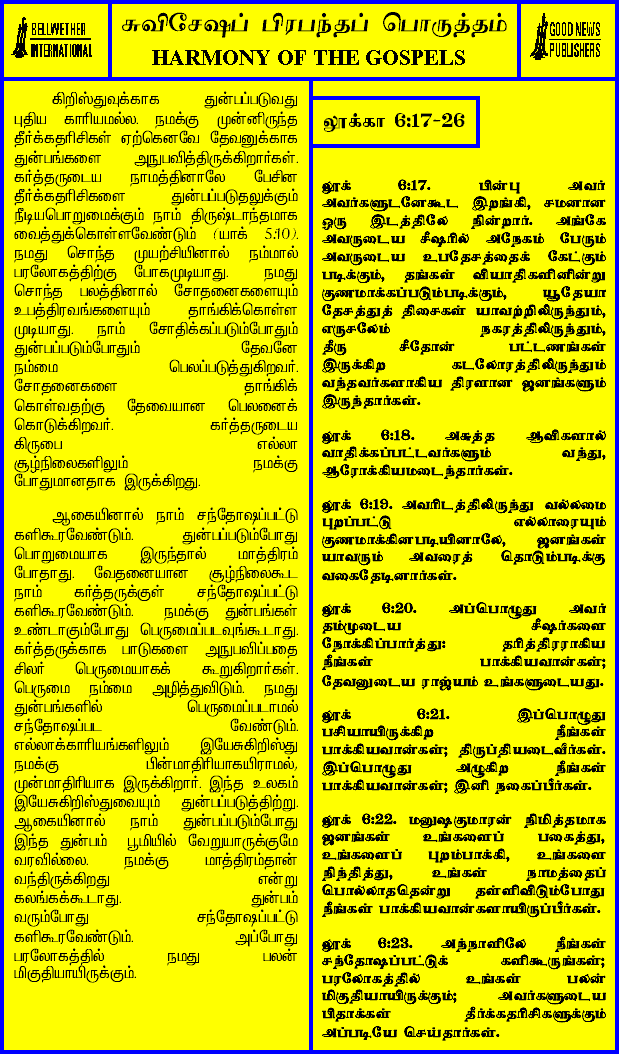 BELLWETHER
INTERNATIONAL
சுவிசேஷப் பிரபந்தப் பொருத்தம்
HARMONY OF THE GOSPELS
GOOD NEWS
PUBLISHERS
கிறிஸ்துவுக்காக துன்பப்படுவது
புதிய காரியமல்ல. நமக்கு முன்னிருந்த
தீர்க்கதரிசிகள் ஏற்கெனவே தேவனுக்காக
துன்பங்களை அநுபவித்திருக்கிறார்கள்.
கர்த்தருடைய நாமத்தினாலே பேசின
தீர்க்கதரிசிகளை துன்பப்படுதலுக்கும்
நீடியபொறுமைக்கும் நாம் திருஷ்டாந்தமாக
வைத்துக்கொள்ளவேண்டும் (யாக் 5:10).
நமது சொந்த முயற்சியினால் நம்மால்
பரலோகத்திற்கு போகமுடியாது. நமது
சொந்த பலத்தினால் சோதனைகளையும்
உபத்திரவங்களையும் தாங்கிக்கொள்ள
முடியாது. நாம் சோதிக்கப்படும்போதும்
துன்பப்படும்போதும் தேவனே
நம்மை பெலப்படுத்துகிறவர்.
சோதனைகளை தாங்கிக்
கொள்வதற்கு தேவையான பெலனைக்
கொடுக்கிறவர். கர்த்தருடைய
கிருபை எல்லா
சூழ்நிலைகளிலும் நமக்கு
போதுமானதாக இருக்கிறது.
ஆகையினால் நாம் சந்தோஷப்பட்டு
களிகூரவேண்டும். துன்பப்படும்போது
பொறுமையாக இருந்தால் மாத்திரம்
போதாது. வேதனையான சூழ்நிலைகூட
நாம் கர்த்தருக்குள் சந்தோஷப்பட்டு
களிகூரவேண்டும். நமக்கு துன்பங்கள்
உண்டாகும்போது பெருமைப்படவுங்கூடாது.
கர்த்தருக்காக பாடுகளை அநுபவிப்பதை
சிலர் பெருமையாகக் கூறுகிறார்கள்.
பெருமை நம்மை அழித்துவிடும். நமது
துன்பங்களில் பெருமைப்படாமல்
சந்தோஷப்பட வேண்டும்.
எல்லாக்காரியங்களிலும் இயேசுகிறிஸ்து
நமக்கு பின்மாதிரியாகயிராமல்,
முன்மாதிரியாக இருக்கிறார். இந்த உலகம்
இயேசுகிறிஸ்துவையும் துன்பப்படுத்திற்று.
ஆகையினால் நாம் துன்பப்படும்போது
இந்த துன்பம் பூமியில் வேறுயாருக்குமே
வரவில்லை. நமக்கு மாத்திரம்தான்
வந்திருக்கிறது என்று
கலங்கக்கூடாது. துன்பம்
வரும்போது சந்தோஷப்பட்டு
களிகூரவேண்டும். அப்போது
பரலோகத்தில் நமது பலன்
மிகுதியாயிருக்கும்.
லூக்கா 6:17-26
லூக் 6:17. பின்பு அவர்
அவர்களுடனேகூட இறங்கி, சமனான
ஒரு இடத்திலே நின்றார். அங்கே
அவருடைய சீஷரில் அநேகம் பேரும்
அவருடைய உபதேசத்தைக் கேட்கும்
படிக்கும், தங்கள் வியாதிகளினின்று
குணமாக்கப்படும்படிக்கும், யூதேயா
தேசத்துத் திசைகள் யாவற்றிலிருந்தும்,
எருசலேம் நகரத்திலிருந்தும்,
தீரு சீதோன் பட்டணங்கள்
இருக்கிற கடலோரத்திலிருந்தும்
வந்தவர்களாகிய திரளான ஜனங்களும்
இருந்தார்கள்.
லூக் 6:18. அசுத்த ஆவிகளால்
வாதிக்கப்பட்டவர்களும் வந்து,
ஆரோக்கியமடைந்தார்கள்.
லூக் 6:19. அவரிடத்திலிருந்து வல்லமை
புறப்பட்டு எல்லாரையும்
குணமாக்கினபடியினாலே, ஜனங்கள்
யாவரும் அவரைத் தொடும்படிக்கு
வகைதேடினார்கள்.
லூக் 6:20. அப்பொழுது அவர்
தம்முடைய சீஷர்களை
நோக்கிப்பார்த்து: தரித்திரராகிய
நீங்கள் பாக்கியவான்கள்;
தேவனுடைய ராஜ்யம் உங்களுடையது.
லூக் 6:21. இப்பொழுது
பசியாயிருக்கிற நீங்கள்
பாக்கியவான்கள்; திருப்தியடைவீர்கள்.
இப்பொழுது அழுகிற நீங்கள்
பாக்கியவான்கள்; இனி நகைப்பீர்கள்.
லூக் 6:22. மனுஷகுமாரன் நிமித்தமாக
ஜனங்கள் உங்களைப் பகைத்து,
உங்களைப் புறம்பாக்கி, உங்களை
நிந்தித்து, உங்கள் நாமத்தைப்
பொல்லாததென்று தள்ளிவிடும்போது
நீங்கள் பாக்கியவான்களாயிருப்பீர்கள்.
லூக் 6:23. அந்நாளிலே நீங்கள்
சந்தோஷப்பட்டுக் களிகூருங்கள்;
பரலோகத்தில் உங்கள் பலன்
மிகுதியாயிருக்கும்; அவர்களுடைய
பிதாக்கள் தீர்க்கதரிசிகளுக்கும்
அப்படியே செய்தார்கள்.